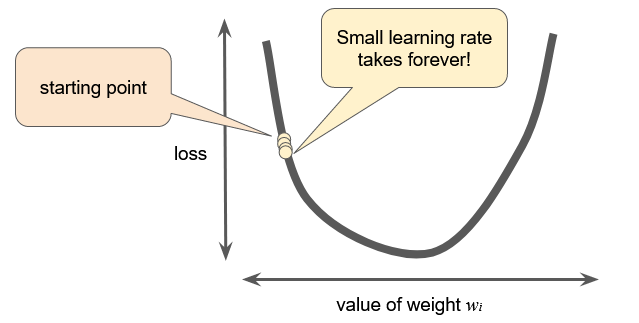 Small learning rate
takes forever!
starting point
loss
value of weight wᵢ